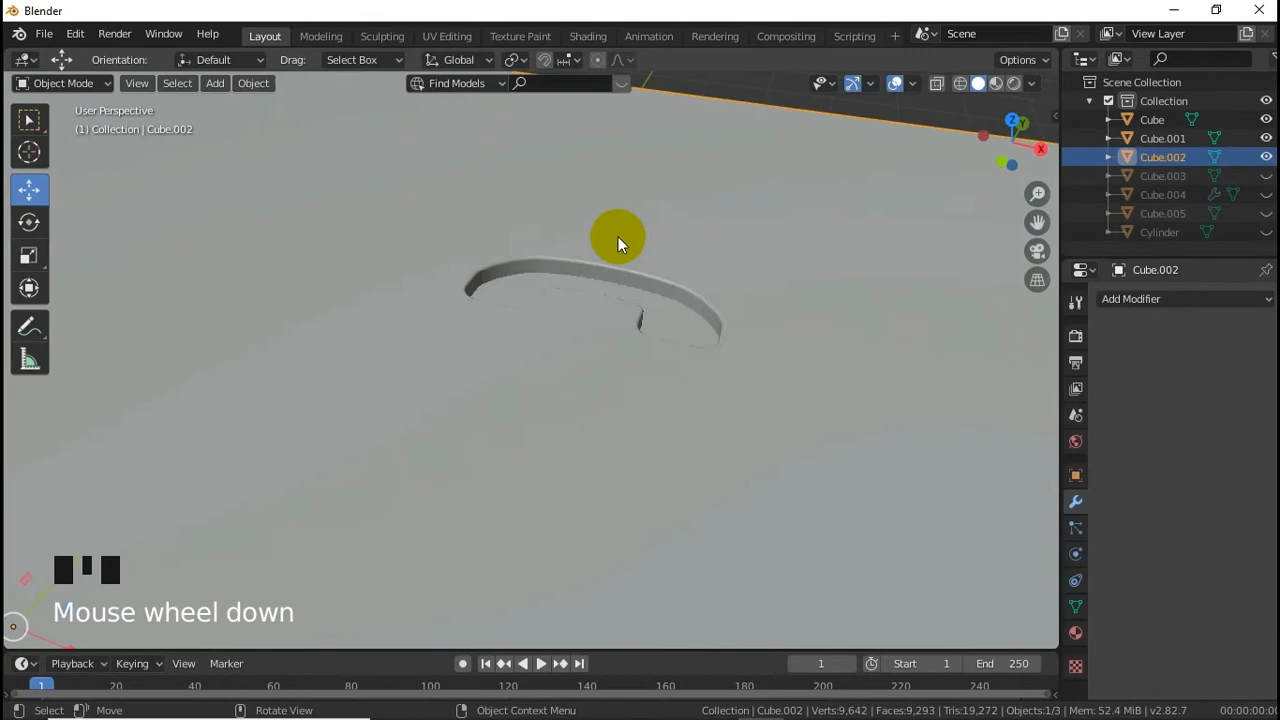 Blender
File Edit Render Window Help Layout Modeling Sculpting UV Editing Texture Paint Shading Animation Rendering Compositing Scripting + Scene View Layer
Orientation: Default Drag: Select Box Global Options
Object Mode View Select Add Object Find Models
User Perspective
(1) Collection | Cube.002
Z Y X
Scene Collection
Collection
Cube
Cube.001
Cube.002
Cube.003
Cube.004
Cube.005
Cylinder
Cube.002
Add Modifier
Mouse wheel down
Playback Keying View Marker 1 Start 1 End 250
1 20 40 60 80 100 120 140 160 180 200 220 240
Select Move Rotate View Object Context Menu Collection | Cube.002 | Verts:9,642 | Faces:9,293 | Tris:19,272 | Objects:1/3 | Mem: 52.4 MiB | v2.82.7 00:00:00:0